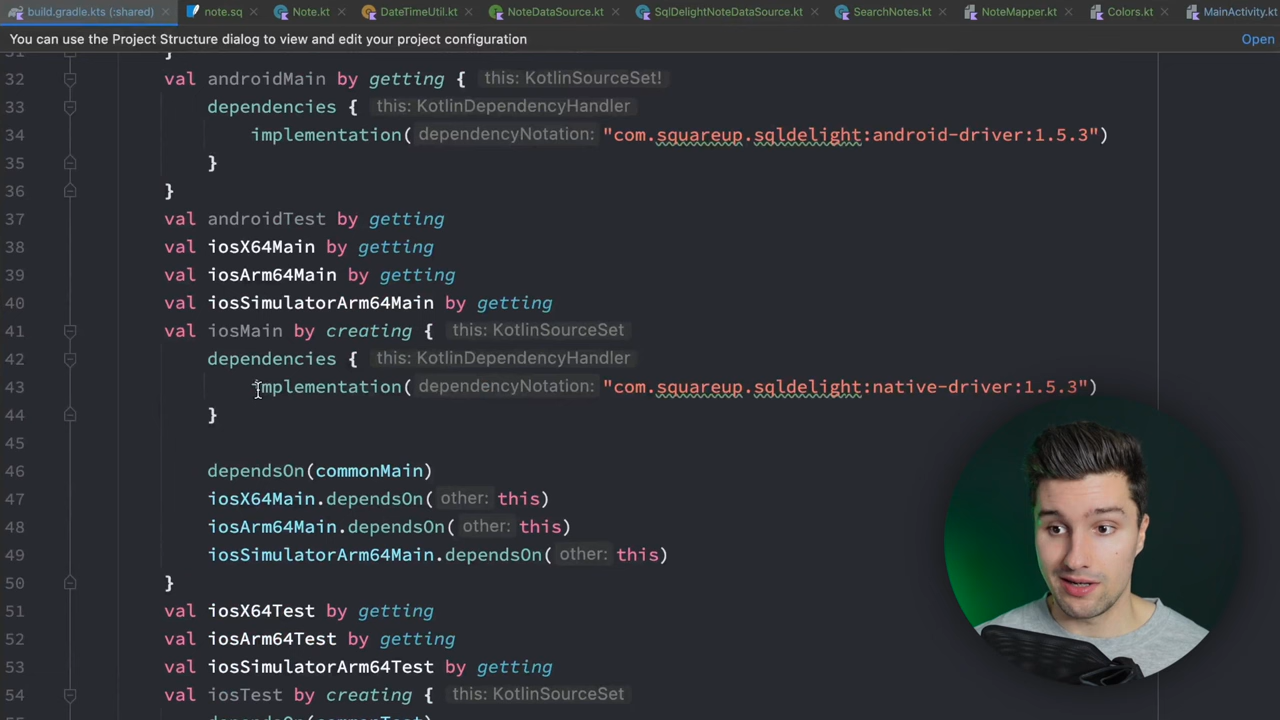 build.gradle.kts (:shared) note.sq Note.kt DateTimeUtil.kt NoteDataSource.kt SqlDelightNoteDataSource.kt SearchNotes.kt NoteMapper.kt Colors.kt MainActivity.kt
You can use the Project Structure dialog to view and edit your project configuration Open
31 }
32 val androidMain by getting { this: KotlinSourceSet!
33 dependencies { this: KotlinDependencyHandler
34 implementation( dependencyNotation: "com.squareup.sqldelight:android-driver:1.5.3")
35 }
36 }
37 val androidTest by getting
38 val iosX64Main by getting
39 val iosArm64Main by getting
40 val iosSimulatorArm64Main by getting
41 val iosMain by creating { this: KotlinSourceSet
42 dependencies { this: KotlinDependencyHandler
43 implementation( dependencyNotation: "com.squareup.sqldelight:native-driver:1.5.3")
44 }
45
46 dependsOn(commonMain)
47 iosX64Main.dependsOn( other: this)
48 iosArm64Main.dependsOn( other: this)
49 iosSimulatorArm64Main.dependsOn( other: this)
50 }
51 val iosX64Test by getting
52 val iosArm64Test by getting
53 val iosSimulatorArm64Test by getting
54 val iosTest by creating { this: KotlinSourceSet
dependsOn(commonTest)